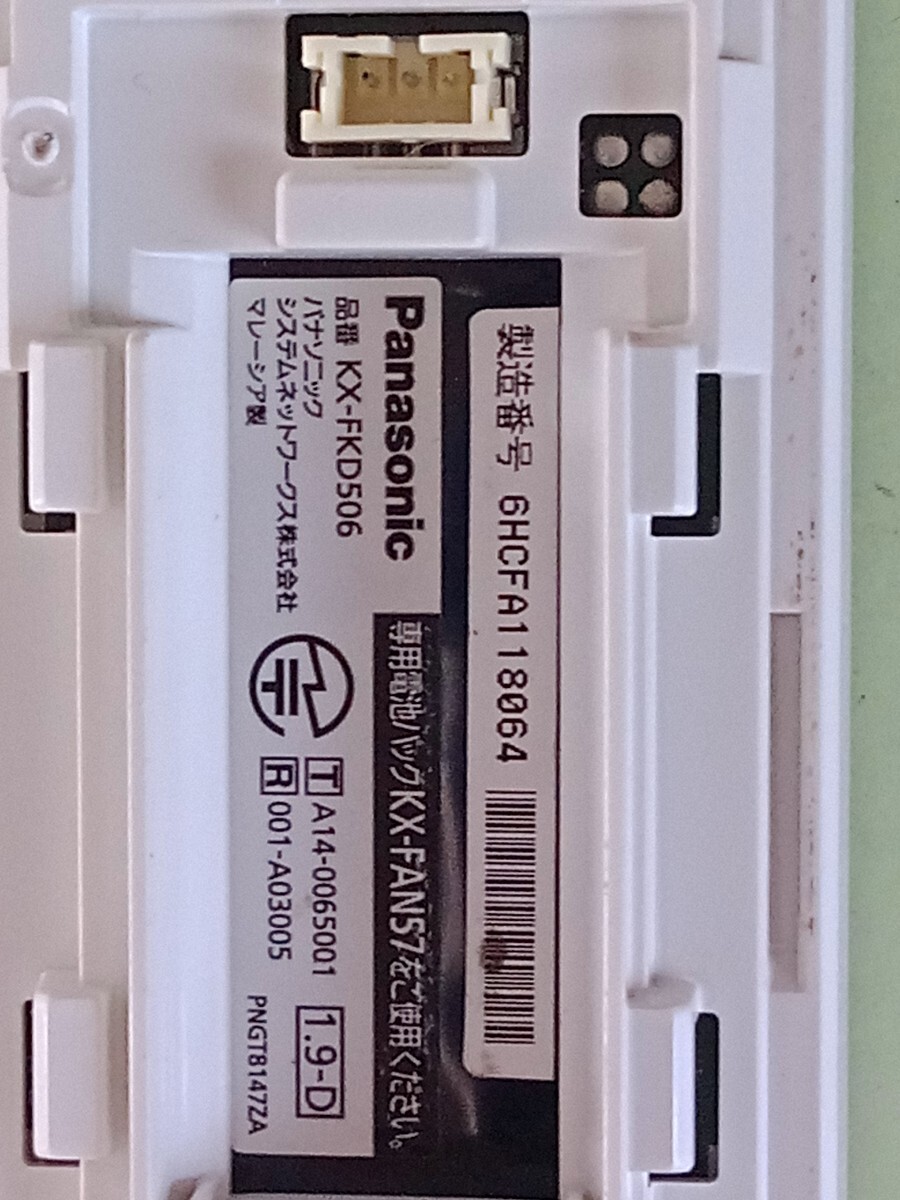 製造番号 6HCFA118064
Panasonic
品番 KX-FKD506
パナソニック
システムネットワークス株式会社
マレーシア製
専用電池パックKX-FAN57をご使用ください。
T A14-0065001
R 001-A03005
1.9-D
PNGT8147ZA